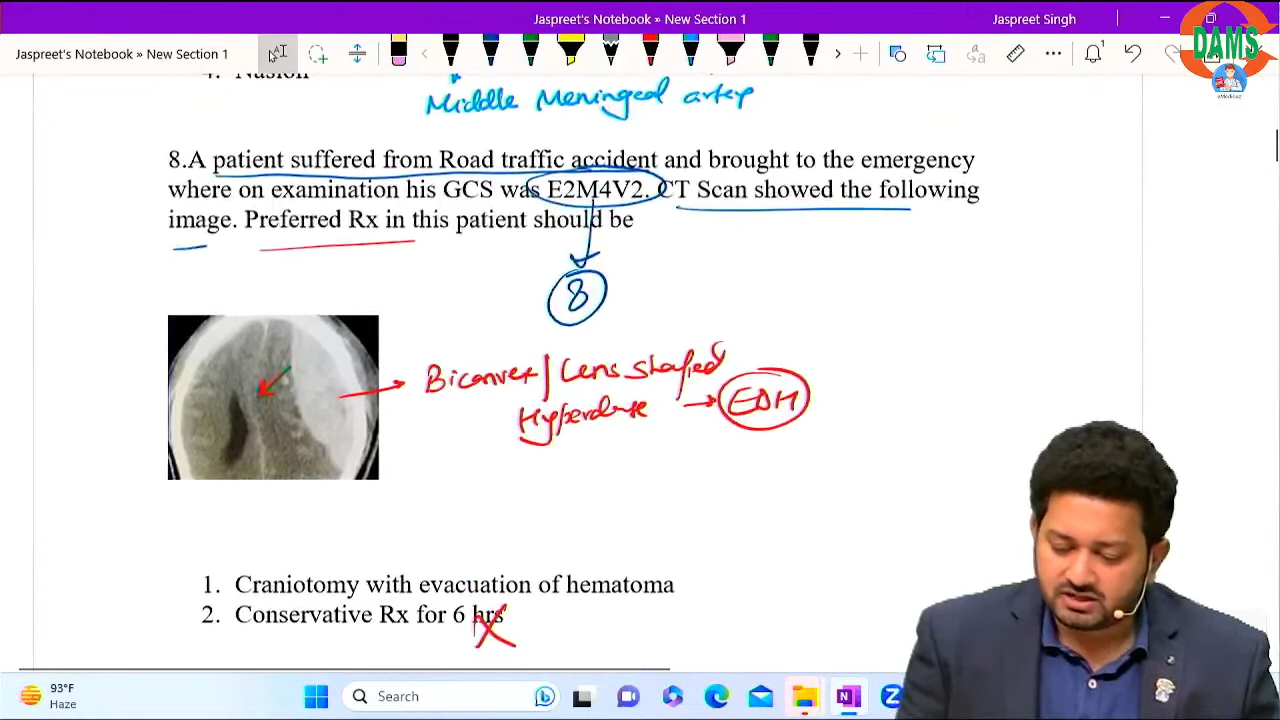 Jaspreet's Notebook » New Section 1
Jaspreet Singh
Jaspreet's Notebook » New Section 1
DAMS
eMedicoz
4. Nasion
Middle Meningeal artery
8.A patient suffered from Road traffic accident and brought to the emergency
where on examination his GCS was E2M4V2. CT Scan showed the following
image. Preferred Rx in this patient should be
8
Biconvex / Lens shaped
Hyperdense → EDH
1. Craniotomy with evacuation of hematoma
2. Conservative Rx for 6 hrs
93°F
Haze
Search